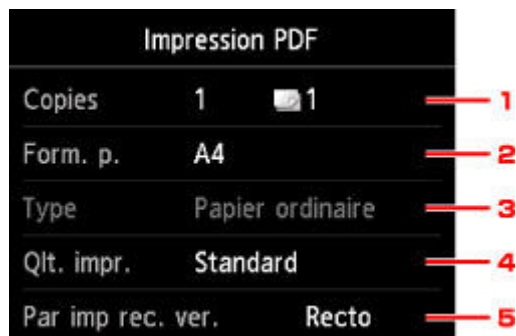 Impression PDF
Copies 1 1 1
Form. p. A4 2
Type Papier ordinaire 3
Qlt. impr. Standard 4
Par imp rec. ver. Recto 5